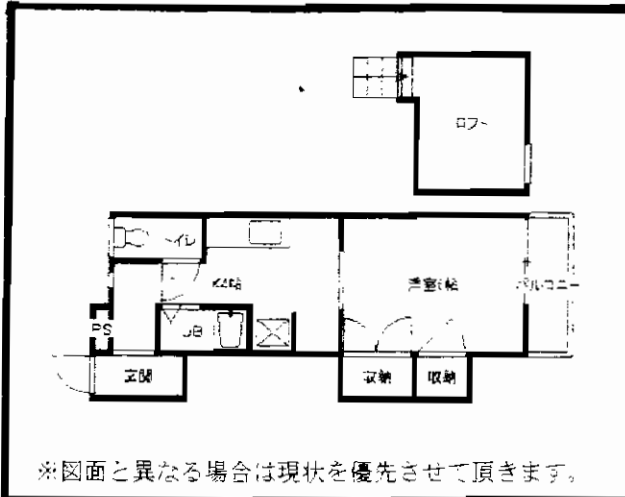 ロフト
トイレ
K4帖
洋室6帖
バルコニー
PS
UB
玄関
収納
収納
※図面と異なる場合は現状を優先させて頂きます。